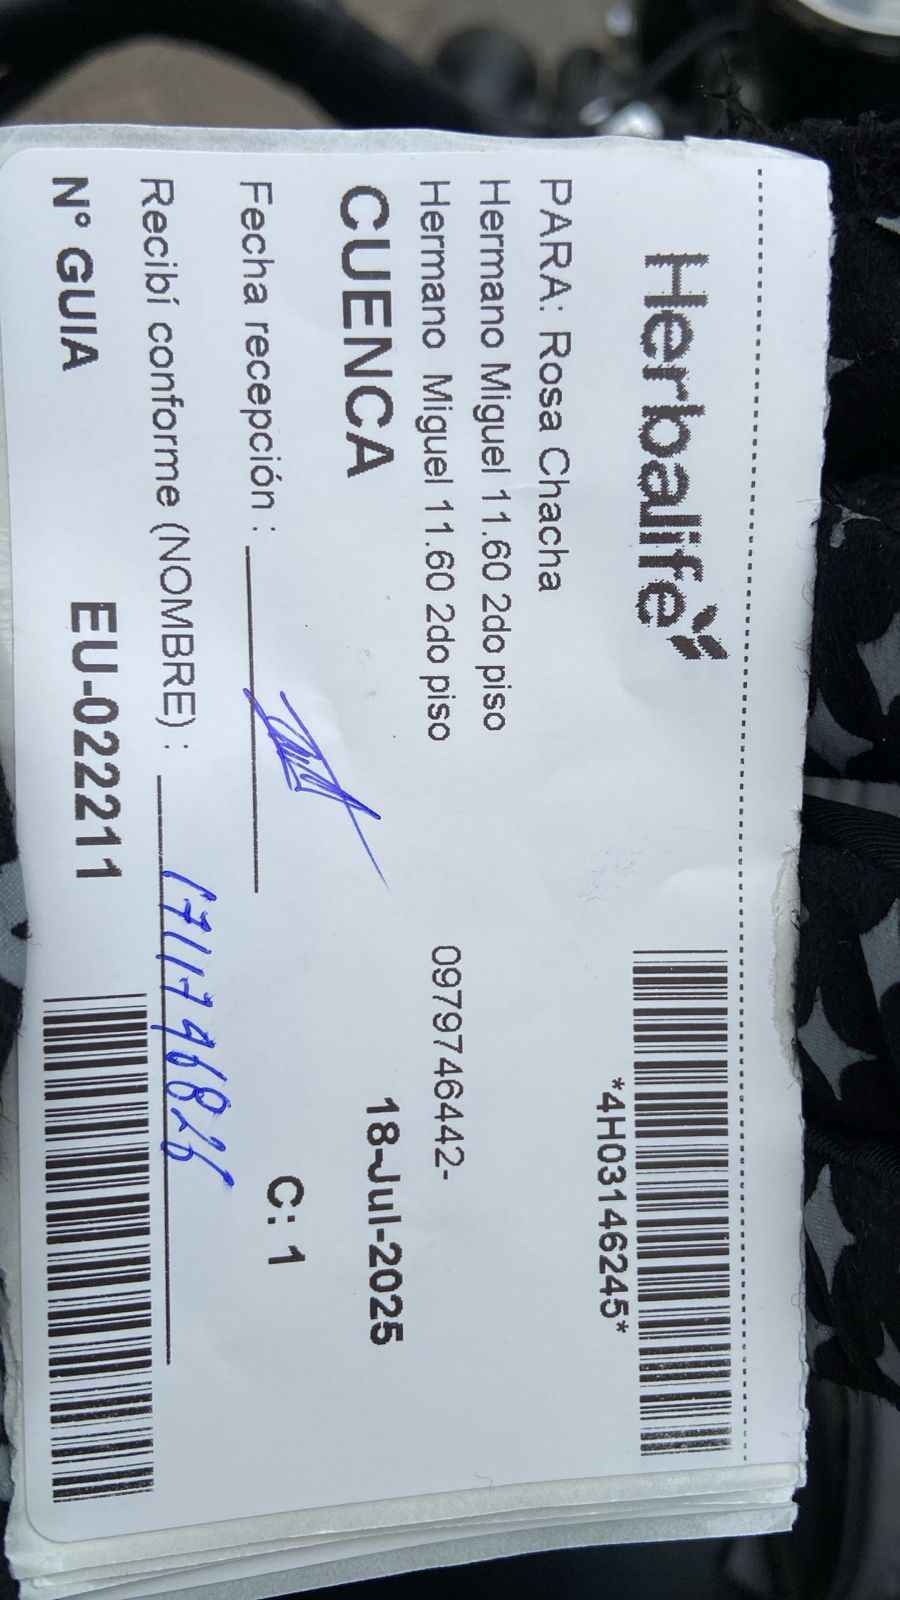 Herbalife
*4H03146245*
PARA: Rosa Chacha
Hermano Miguel 11.60 2do piso
Hermano Miguel 11.60 2do piso
0979746442-
CUENCA
18-Jul-2025
Fecha recepción :
C: 1
Recibí conforme (NOMBRE) :
1711796826
N° GUIA
EU-022211